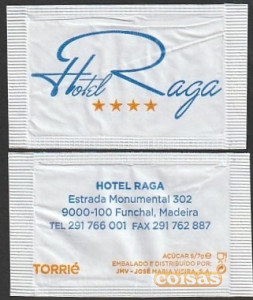 Hotel Raga
HOTEL RAGA
Estrada Monumental 302
9000-100 Funchal, Madeira
TEL 291 766 001 FAX 291 762 887
AÇÚCAR 6/7g
EMBALADO E DISTRIBUÍDO POR:
TORRIÉ
JMV - JOSÉ MARIA VIEIRA, S.A.
coisas